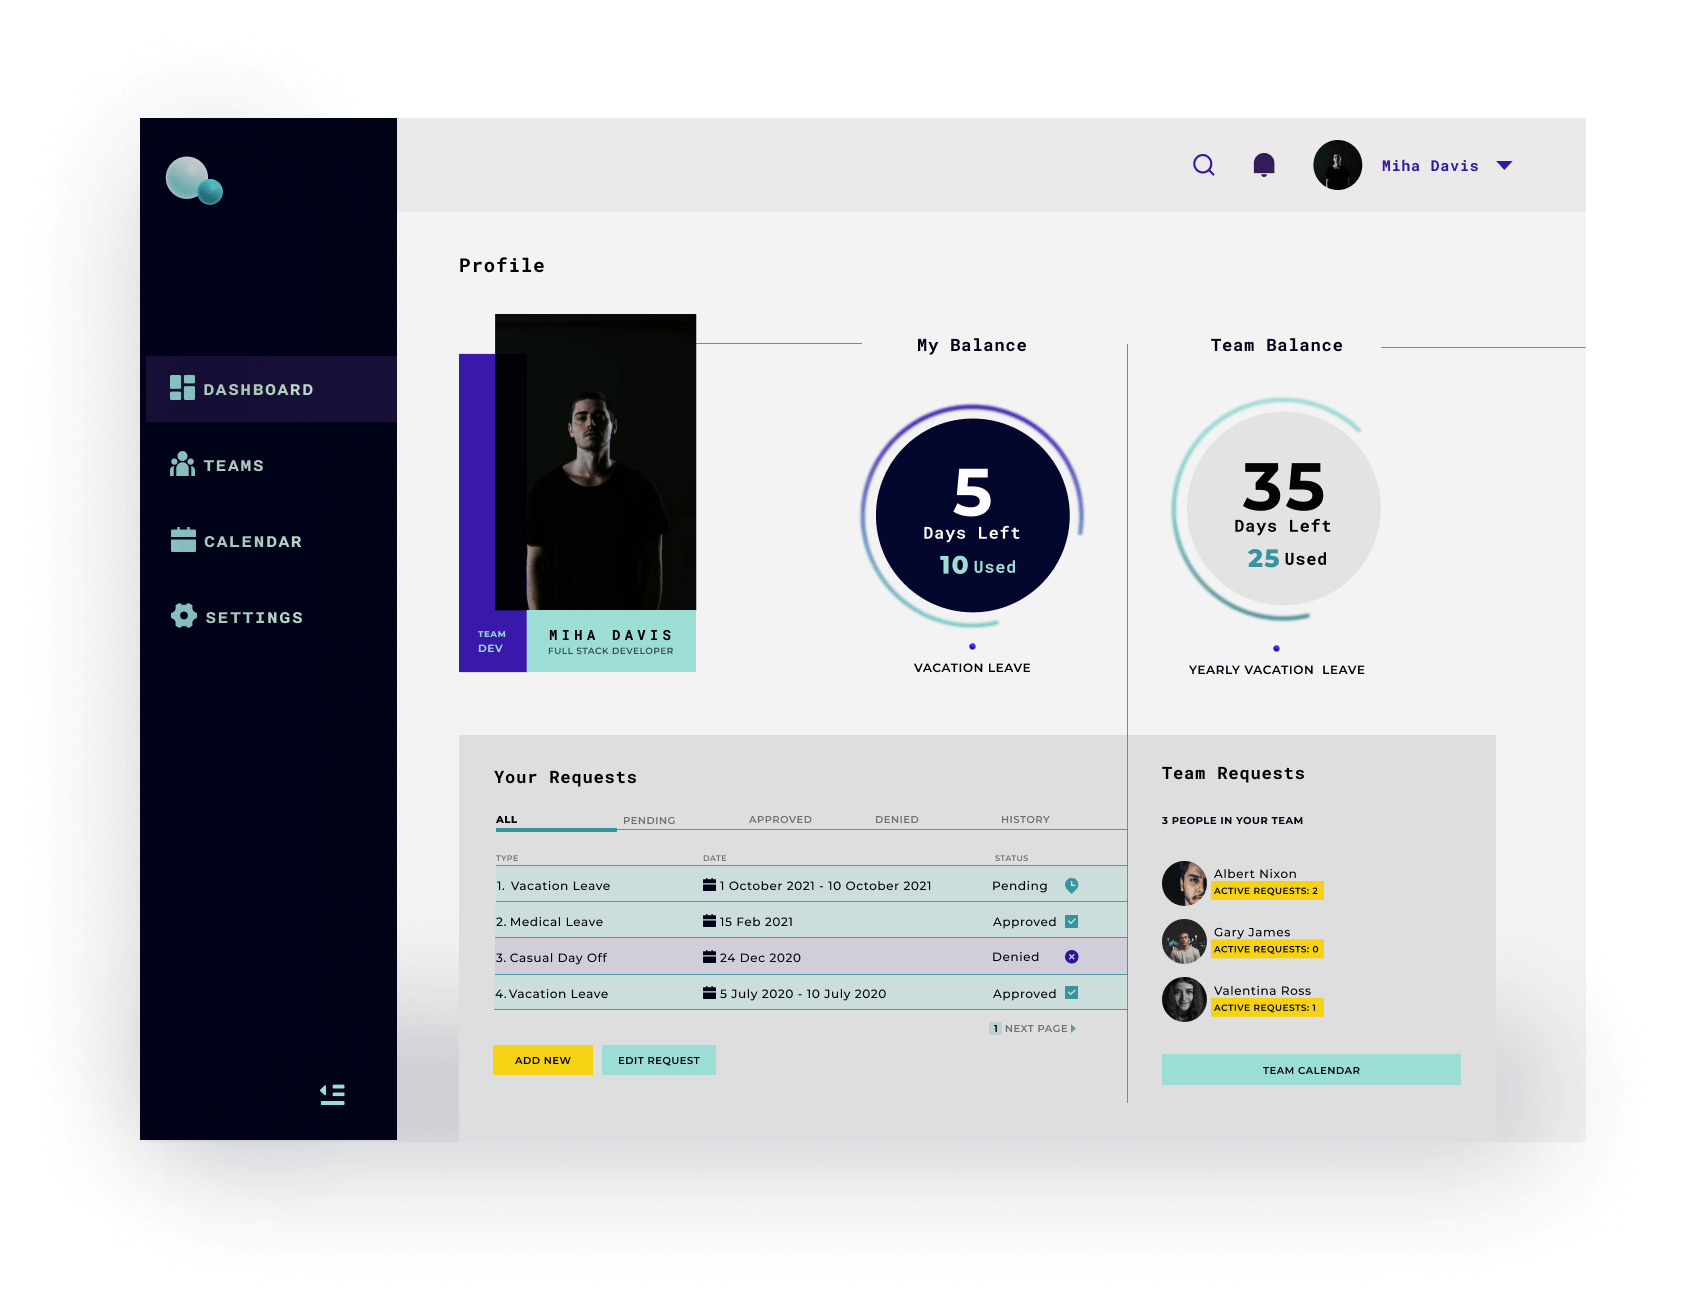 Miha Davis
DASHBOARD
TEAMS
CALENDAR
SETTINGS
Profile
TEAM
DEV
MIHA DAVIS
FULL STACK DEVELOPER
My Balance
5
Days Left
10 Used
VACATION LEAVE
Team Balance
35
Days Left
25 Used
YEARLY VACATION LEAVE
Your Requests
ALL PENDING APPROVED DENIED HISTORY
TYPE DATE STATUS
1. Vacation Leave 1 October 2021 - 10 October 2021 Pending
2. Medical Leave 15 Feb 2021 Approved
3. Casual Day Off 24 Dec 2020 Denied
4. Vacation Leave 5 July 2020 - 10 July 2020 Approved
1 NEXT PAGE
ADD NEW EDIT REQUEST
Team Requests
3 PEOPLE IN YOUR TEAM
Albert Nixon
ACTIVE REQUESTS: 2
Gary James
ACTIVE REQUESTS: 0
Valentina Ross
ACTIVE REQUESTS: 1
TEAM CALENDAR